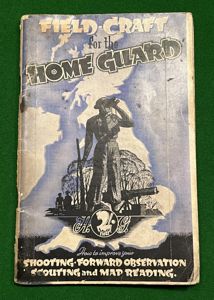 FIELD-CRAFT
for the
HOME GUARD
H. G.
How to improve your
SHOOTING-FORWARD OBSERVATION
SCOUTING and MAP READING.